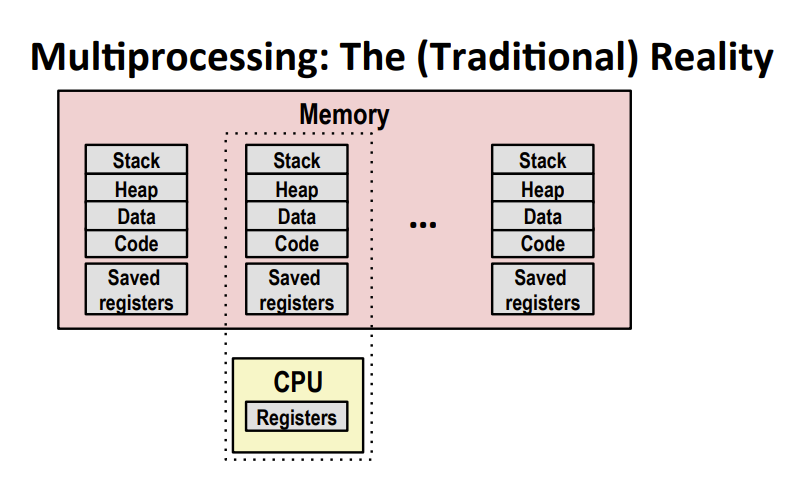 Multiprocessing: The (Traditional) Reality
Memory
Stack
Heap
Data
Code
Saved
registers
Stack
Heap
Data
Code
Saved
registers
...
Stack
Heap
Data
Code
Saved
registers
CPU
Registers